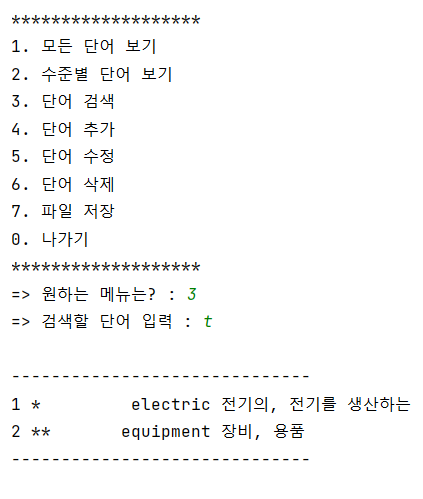 *******************
1. 모든 단어 보기
2. 수준별 단어 보기
3. 단어 검색
4. 단어 추가
5. 단어 수정
6. 단어 삭제
7. 파일 저장
0. 나가기
*******************
=> 원하는 메뉴는? : 3
=> 검색할 단어 입력 : t
------------------------------
1 *         electric 전기의, 전기를 생산하는
2 **       equipment 장비, 용품
------------------------------